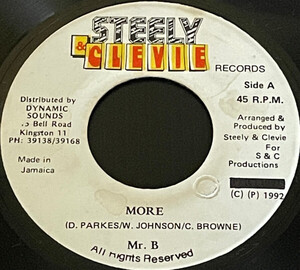 STEELY
& CLEVIE
RECORDS
Side A
45 R.P.M.
Distributed by
DYNAMIC
SOUNDS
5 Bell Road
Kingston 11
PH: 39138/39168
Arranged &
Produced by
Steely & Clevie
For
S & C
Productions
Made in
Jamaica
(C) (P) 1992
MORE
(D. PARKES/W. JOHNSON/C. BROWNE)
Mr. B
All rights Reserved